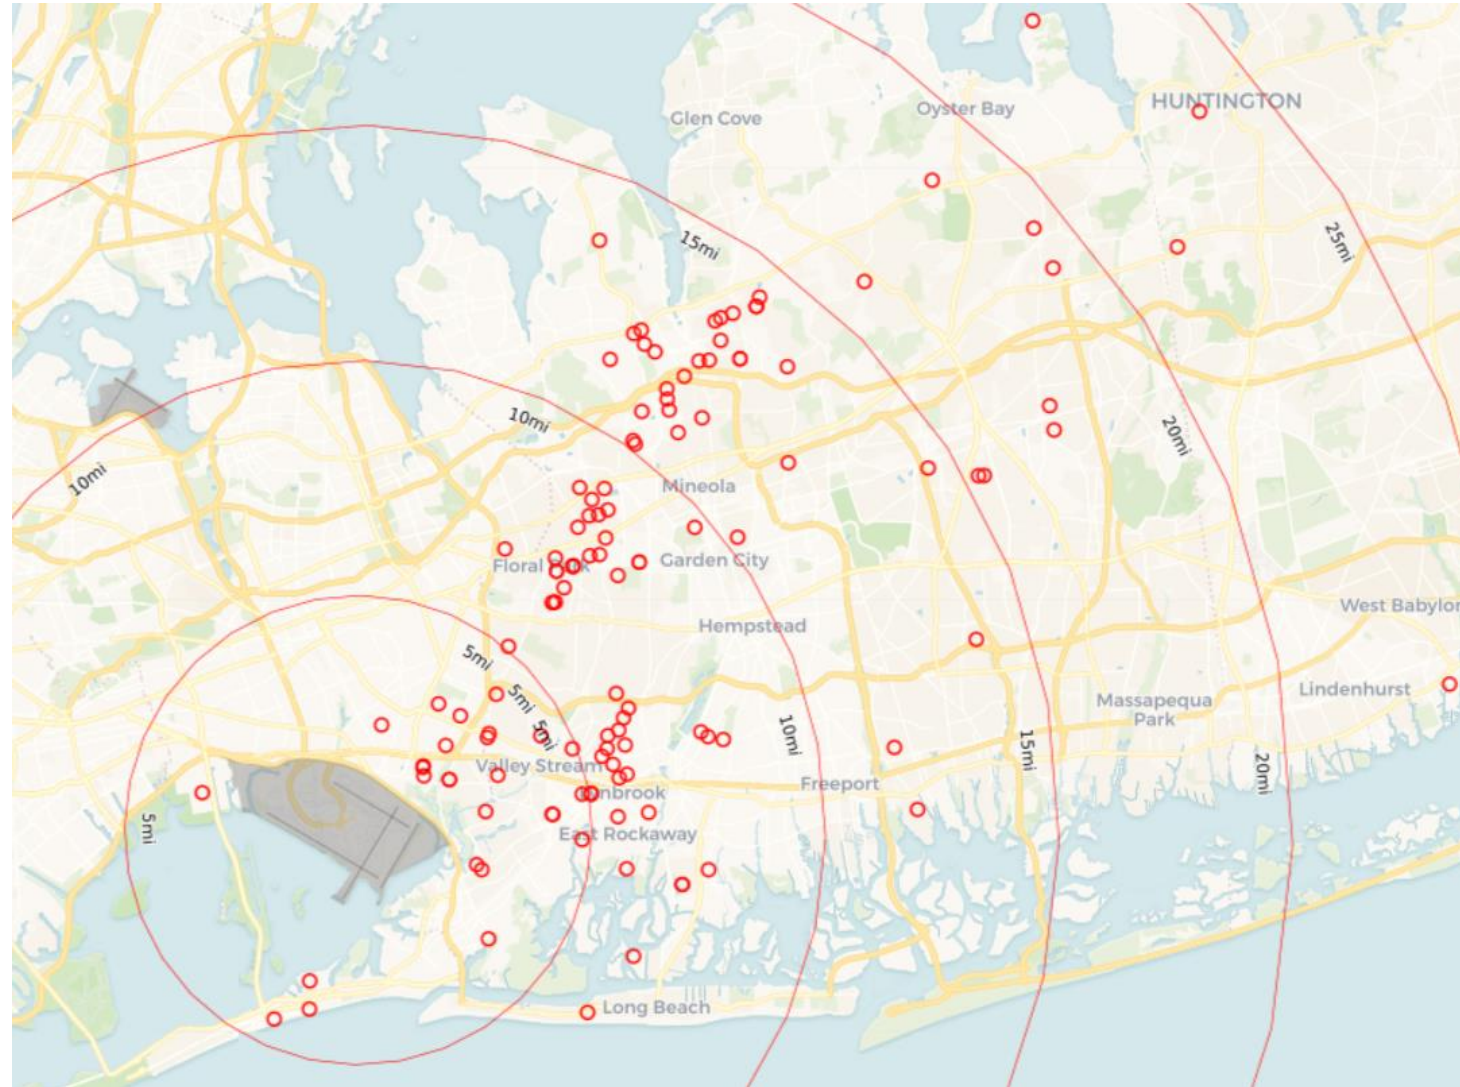 Glen Cove
Oyster Bay
HUNTINGTON
15mi
25mi
10mi
20mi
10mi
Mineola
Floral Park
Garden City
Hempstead
West Babylon
5mi
5mi
5mi
10mi
15mi
20mi
Massapequa
Park
Lindenhurst
Valley Stream
Freeport
Lynbrook
East Rockaway
5mi
Long Beach